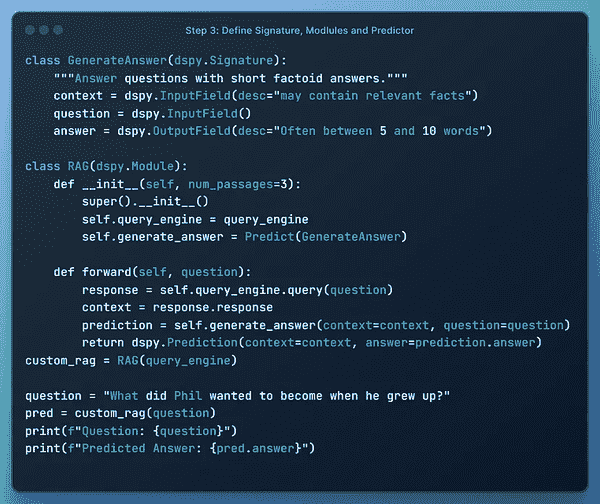 Step 3: Define Signature, Modlules and Predictor
class GenerateAnswer(dspy.Signature):
    """Answer questions with short factoid answers."""
    context = dspy.InputField(desc="may contain relevant facts")
    question = dspy.InputField()
    answer = dspy.OutputField(desc="Often between 5 and 10 words")
class RAG(dspy.Module):
    def __init__(self, num_passages=3):
        super().__init__()
        self.query_engine = query_engine
        self.generate_answer = Predict(GenerateAnswer)
    def forward(self, question):
        response = self.query_engine.query(question)
        context = response.response
        prediction = self.generate_answer(context=context, question=question)
        return dspy.Prediction(context=context, answer=prediction.answer)
custom_rag = RAG(query_engine)
question = "What did Phil wanted to become when he grew up?"
pred = custom_rag(question)
print(f"Question: {question}")
print(f"Predicted Answer: {pred.answer}")